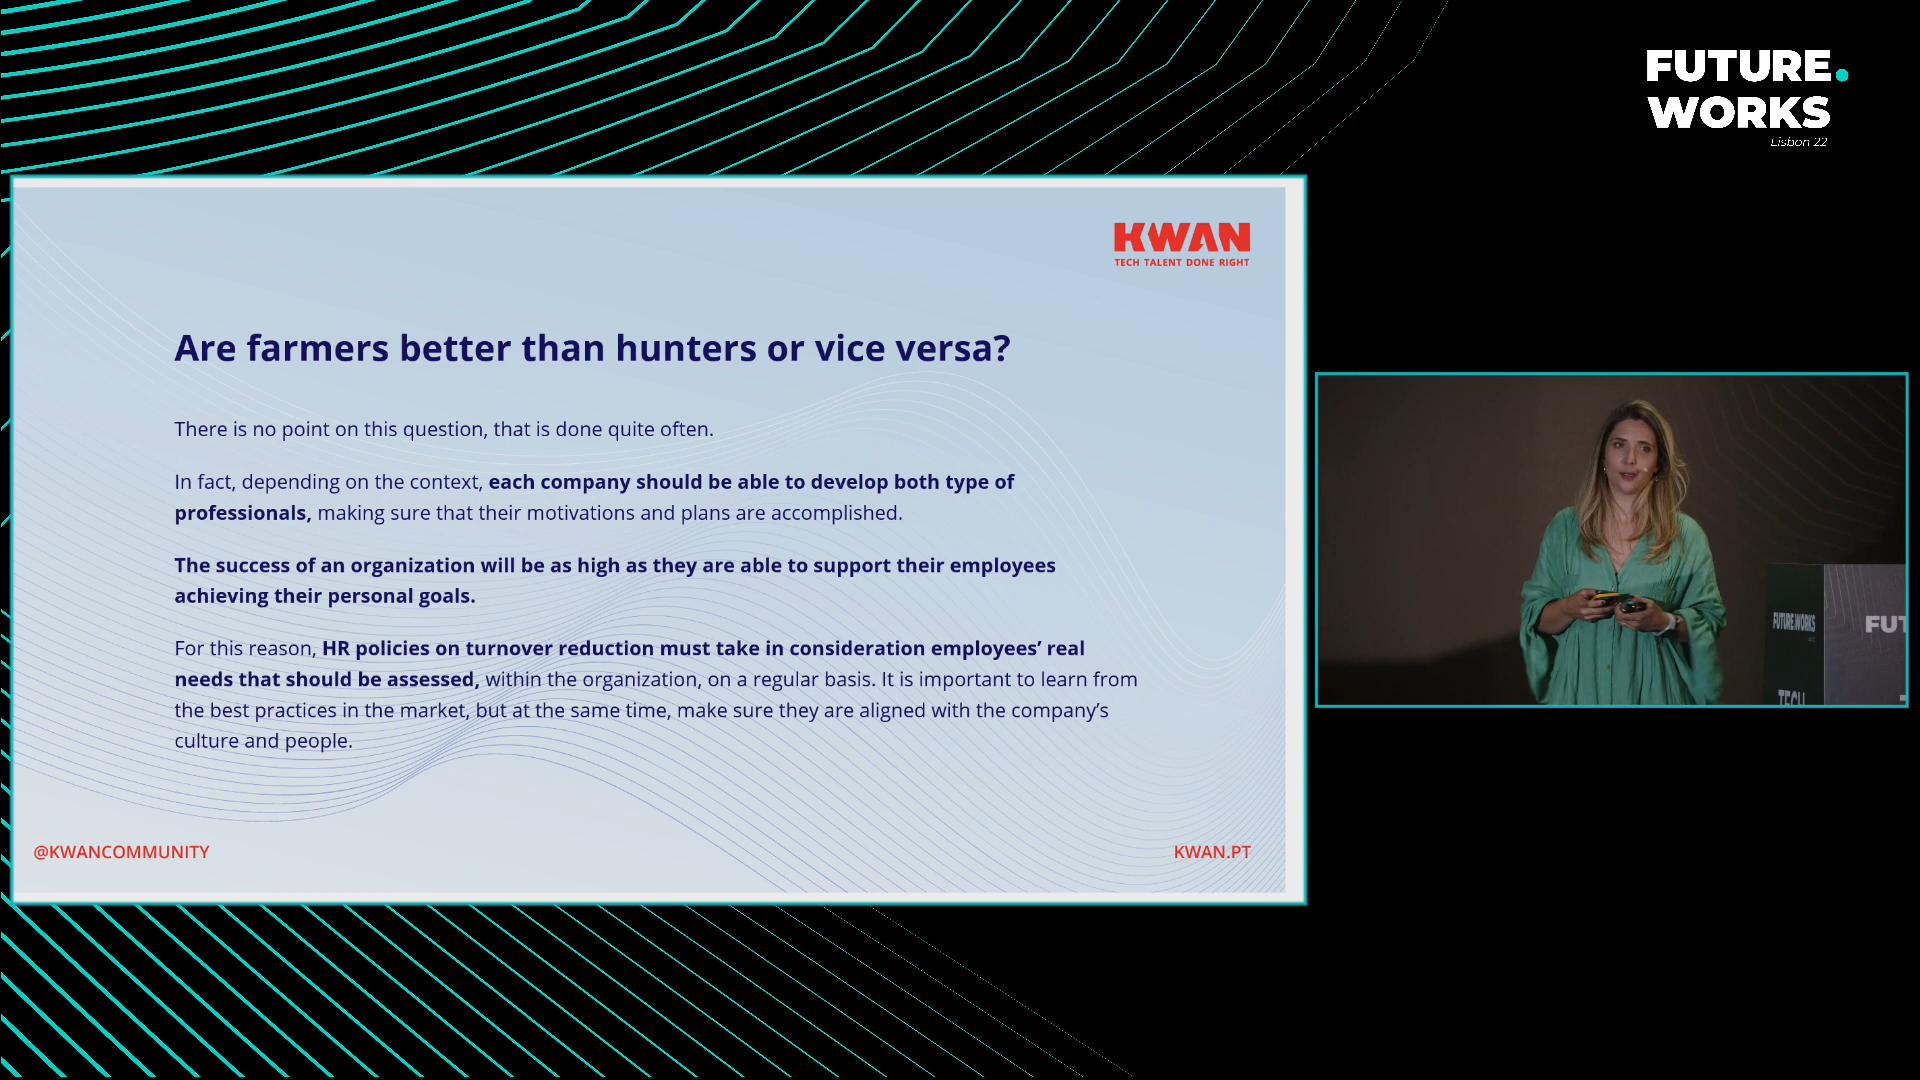 FUTURE.
WORKS
Lisbon 22
KWAN
TECH TALENT DONE RIGHT
Are farmers better than hunters or vice versa?
There is no point on this question, that is done quite often.
In fact, depending on the context, each company should be able to develop both type of
professionals, making sure that their motivations and plans are accomplished.
The success of an organization will be as high as they are able to support their employees
achieving their personal goals.
For this reason, HR policies on turnover reduction must take in consideration employees’ real
needs that should be assessed, within the organization, on a regular basis. It is important to learn from
the best practices in the market, but at the same time, make sure they are aligned with the company’s
culture and people.
@KWANCOMMUNITY
KWAN.PT
FUTURE.WORKS
FUT
TECH